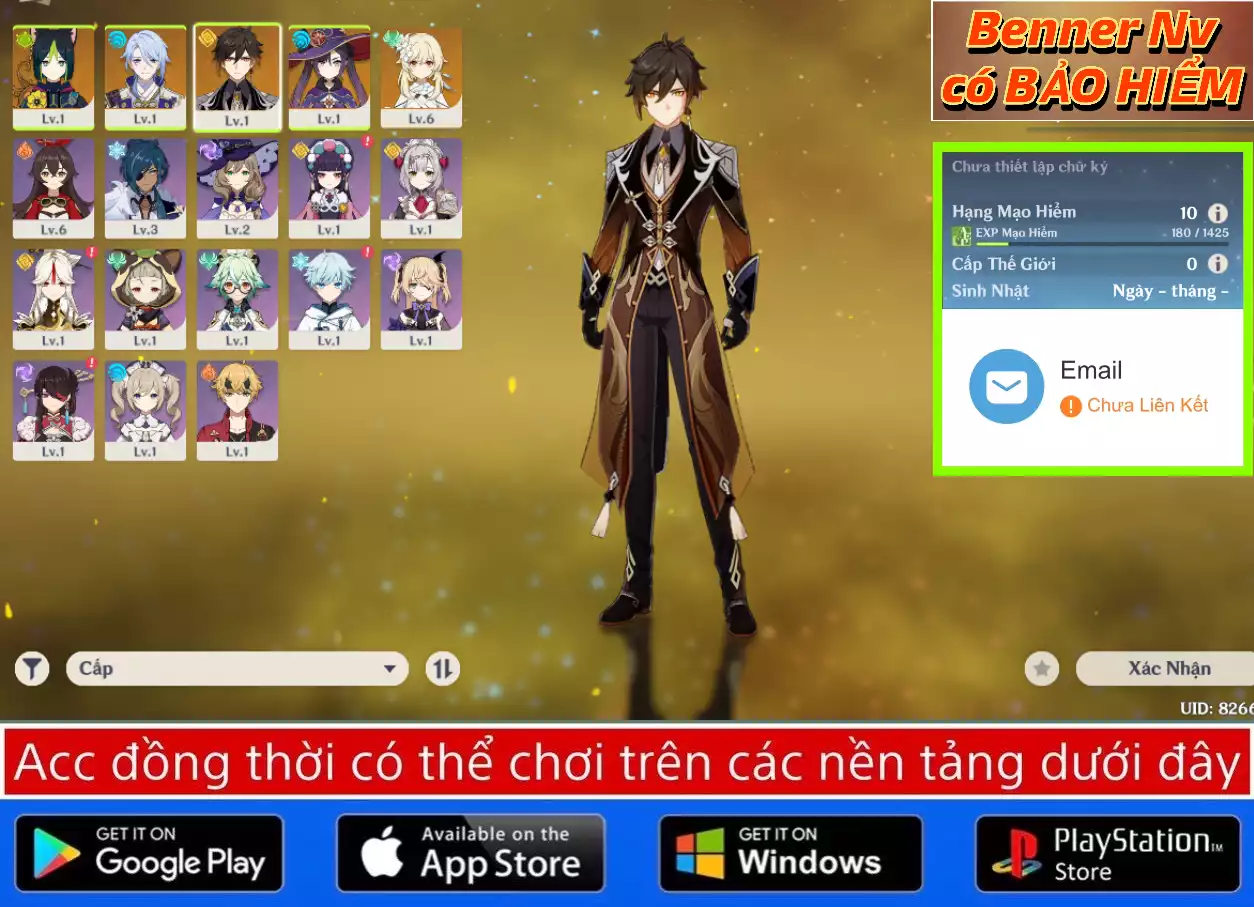 Benner Nv
có BẢO HIỂM
Lv.1
Lv.1
Lv.1
Lv.1
Lv.6
Lv.6
Lv.3
Lv.2
Lv.1
Lv.1
Lv.1
Lv.1
Lv.1
Lv.1
Lv.1
Lv.1
Lv.1
Lv.1
Chưa thiết lập chữ ký
Hạng Mạo Hiểm 10
EXP Mạo Hiểm 180 / 1425
Cấp Thế Giới 0
Sinh Nhật Ngày - tháng -
Email
Chưa Liên Kết
Cấp
Xác Nhận
UID: 8266
Acc đồng thời có thể chơi trên các nền tảng dưới đây
GET IT ON
Google Play
Available on the
App Store
GET IT ON
Windows
PlayStation™
Store